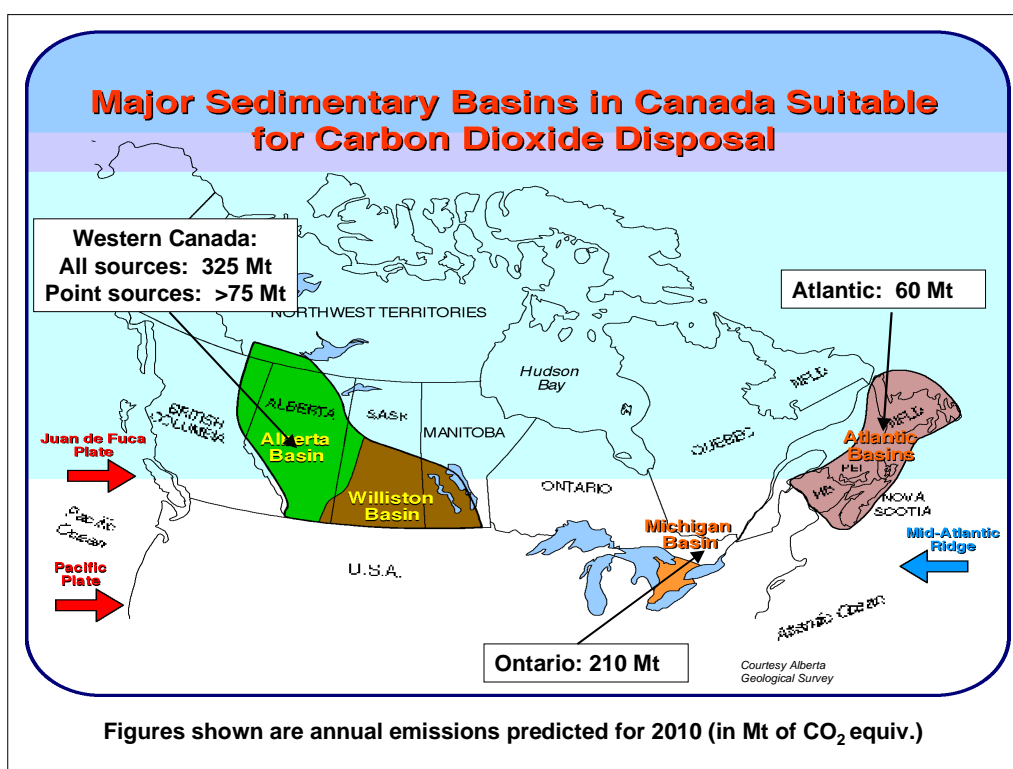 Major Sedimentary Basins in Canada Suitable
for Carbon Dioxide Disposal
Western Canada:
All sources: 325 Mt
Point sources: >75 Mt
Atlantic: 60 Mt
NORTHWEST TERRITORIES
Hudson
Bay
NFLD
BRITISH
COLUMBIA
ALBERTA
SASK
MANITOBA
QUEBEC
NFLD
Alberta
Basin
Atlantic
Basins
PEI
NB
NOVA
SCOTIA
Juan de Fuca
Plate
Williston
Basin
ONTARIO
Michigan
Basin
Mid-Atlantic
Ridge
Pacific
Ocean
Pacific
Plate
U.S.A.
Atlantic Ocean
Ontario: 210 Mt
Courtesy Alberta
Geological Survey
Figures shown are annual emissions predicted for 2010 (in Mt of CO2 equiv.)